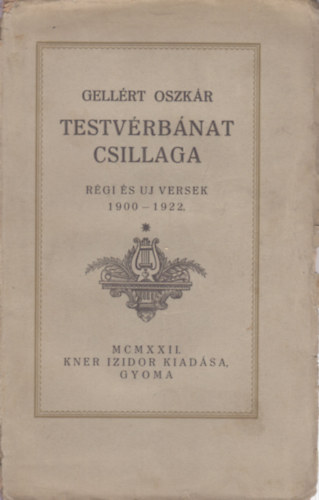 GELLÉRT OSZKÁR
TESTVÉRBÁNAT
CSILLAGA
RÉGI ÉS UJ VERSEK
1900-1922.
MCMXXII.
KNER IZIDOR KIADÁSA,
GYOMA